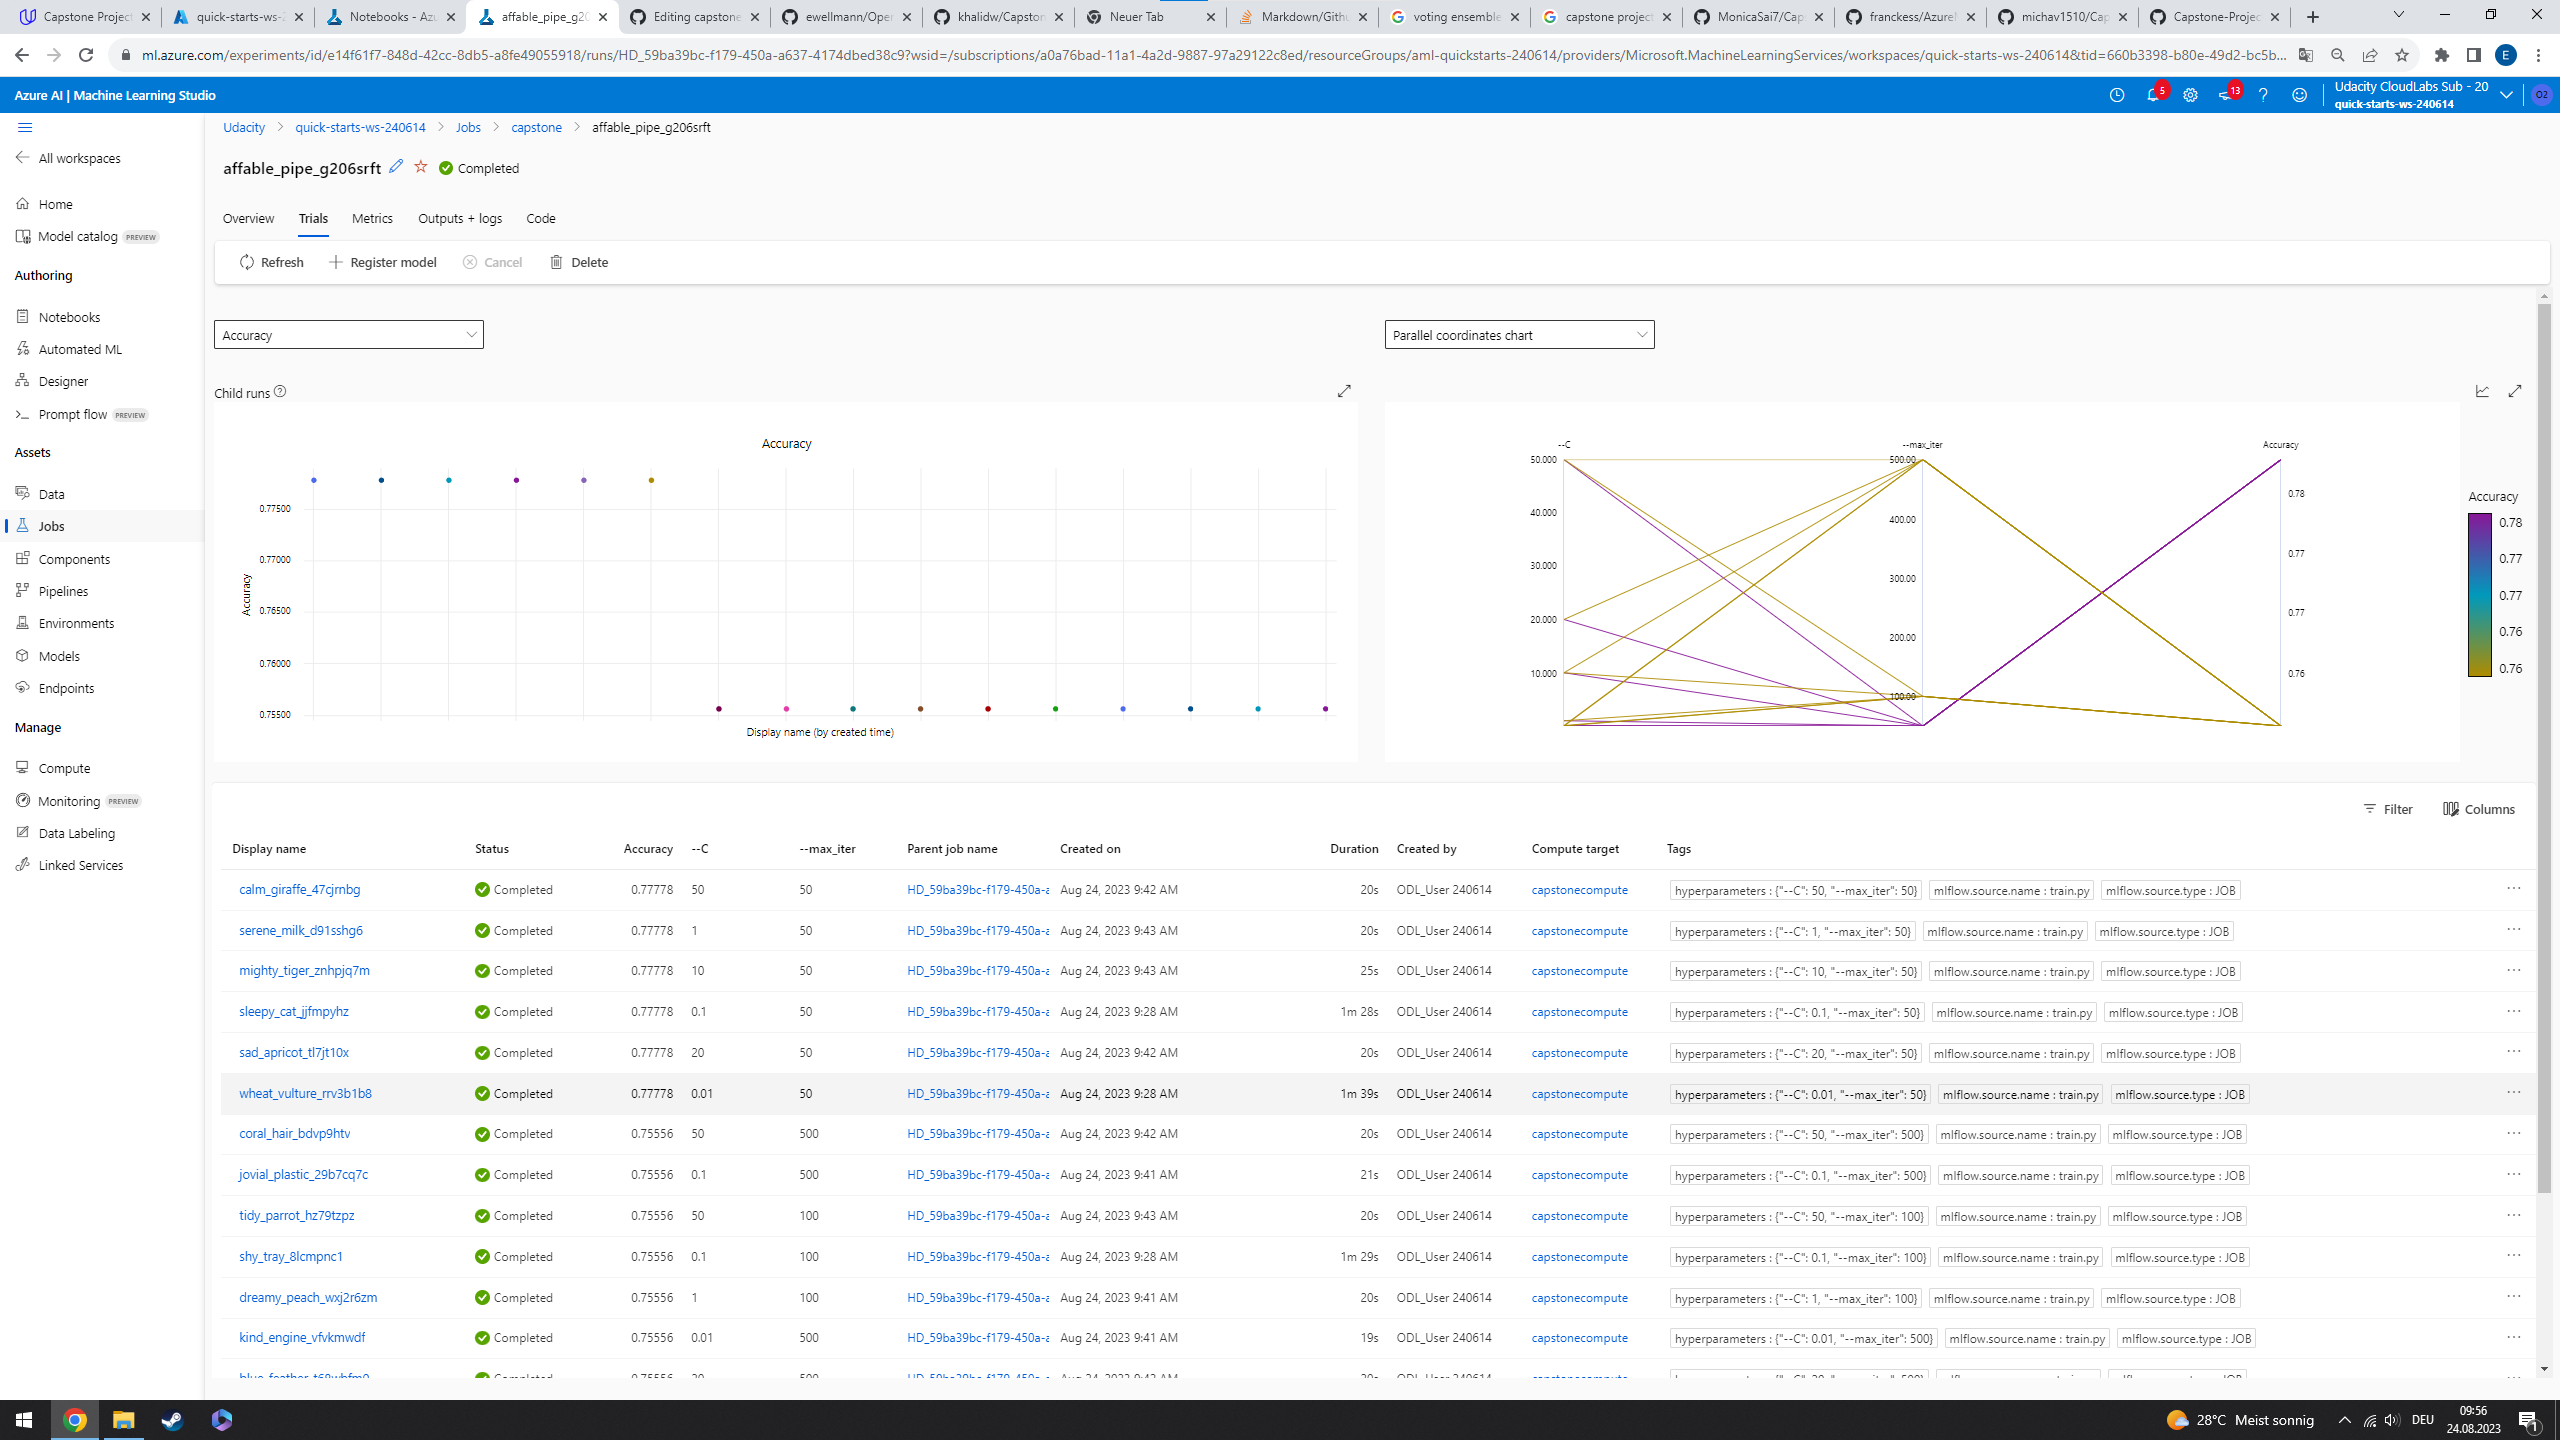 Capstone Project
quick-starts-ws-2
Notebooks - Azu
affable_pipe_g20
Editing capstone
ewellmann/Oper
khalidw/Capston
Neuer Tab
Markdown/Githu
voting ensemble
capstone project
MonicaSai7/Cap
franckess/AzureM
michav1510/Cap
Capstone-Projec
ml.azure.com/experiments/id/e14f61f7-848d-42cc-8db5-a8fe49055918/runs/HD_59ba39bc-f179-450a-a637-4174dbed38c9?wsid=/subscriptions/a0a76bad-11a1-4a2d-9887-97a29122c8ed/resourceGroups/aml-quickstarts-240614/providers/Microsoft.MachineLearningServices/workspaces/quick-starts-ws-240614&tid=660b3398-b80e-49d2-bc5b...
E
Azure AI | Machine Learning Studio
5
13
Udacity CloudLabs Sub - 20
quick-starts-ws-240614
O2
Udacity > quick-starts-ws-240614 > Jobs > capstone > affable_pipe_g206srft
All workspaces
affable_pipe_g206srft Completed
Home
Model catalog PREVIEW
Authoring
Notebooks
Automated ML
Designer
Prompt flow PREVIEW
Assets
Data
Jobs
Components
Pipelines
Environments
Models
Endpoints
Manage
Compute
Monitoring PREVIEW
Data Labeling
Linked Services
Overview Trials Metrics Outputs + logs Code
Refresh Register model Cancel Delete
Accuracy
Parallel coordinates chart
Child runs
Accuracy
0.77500
0.77000
0.76500
0.76000
0.75500
Accuracy
Display name (by created time)
--C
50.000
40.000
30.000
20.000
10.000
--max_iter
500.00
400.00
300.00
200.00
100.00
Accuracy
0.78
0.77
0.77
0.76
Accuracy
0.78
0.77
0.77
0.76
0.76
Filter Columns
Display name Status Accuracy --C --max_iter Parent job name Created on Duration Created by Compute target Tags
calm_giraffe_47cjrnbg Completed 0.77778 50 50 HD_59ba39bc-f179-450a-a Aug 24, 2023 9:42 AM 20s ODL_User 240614 capstonecompute hyperparameters : {"--C": 50, "--max_iter": 50} mlflow.source.name : train.py mlflow.source.type : JOB
serene_milk_d91sshg6 Completed 0.77778 1 50 HD_59ba39bc-f179-450a-a Aug 24, 2023 9:43 AM 20s ODL_User 240614 capstonecompute hyperparameters : {"--C": 1, "--max_iter": 50} mlflow.source.name : train.py mlflow.source.type : JOB
mighty_tiger_znhpjq7m Completed 0.77778 10 50 HD_59ba39bc-f179-450a-a Aug 24, 2023 9:43 AM 25s ODL_User 240614 capstonecompute hyperparameters : {"--C": 10, "--max_iter": 50} mlflow.source.name : train.py mlflow.source.type : JOB
sleepy_cat_jjfmpyhz Completed 0.77778 0.1 50 HD_59ba39bc-f179-450a-a Aug 24, 2023 9:28 AM 1m 28s ODL_User 240614 capstonecompute hyperparameters : {"--C": 0.1, "--max_iter": 50} mlflow.source.name : train.py mlflow.source.type : JOB
sad_apricot_tl7jt10x Completed 0.77778 20 50 HD_59ba39bc-f179-450a-a Aug 24, 2023 9:42 AM 20s ODL_User 240614 capstonecompute hyperparameters : {"--C": 20, "--max_iter": 50} mlflow.source.name : train.py mlflow.source.type : JOB
wheat_vulture_rrv3b1b8 Completed 0.77778 0.01 50 HD_59ba39bc-f179-450a-a Aug 24, 2023 9:28 AM 1m 39s ODL_User 240614 capstonecompute hyperparameters : {"--C": 0.01, "--max_iter": 50} mlflow.source.name : train.py mlflow.source.type : JOB
coral_hair_bdvp9htv Completed 0.75556 50 500 HD_59ba39bc-f179-450a-a Aug 24, 2023 9:42 AM 20s ODL_User 240614 capstonecompute hyperparameters : {"--C": 50, "--max_iter": 500} mlflow.source.name : train.py mlflow.source.type : JOB
jovial_plastic_29b7cq7c Completed 0.75556 0.1 500 HD_59ba39bc-f179-450a-a Aug 24, 2023 9:41 AM 21s ODL_User 240614 capstonecompute hyperparameters : {"--C": 0.1, "--max_iter": 500} mlflow.source.name : train.py mlflow.source.type : JOB
tidy_parrot_hz79tzpz Completed 0.75556 50 100 HD_59ba39bc-f179-450a-a Aug 24, 2023 9:43 AM 20s ODL_User 240614 capstonecompute hyperparameters : {"--C": 50, "--max_iter": 100} mlflow.source.name : train.py mlflow.source.type : JOB
shy_tray_8lcmpnc1 Completed 0.75556 0.1 100 HD_59ba39bc-f179-450a-a Aug 24, 2023 9:28 AM 1m 29s ODL_User 240614 capstonecompute hyperparameters : {"--C": 0.1, "--max_iter": 100} mlflow.source.name : train.py mlflow.source.type : JOB
dreamy_peach_wxj2r6zm Completed 0.75556 1 100 HD_59ba39bc-f179-450a-a Aug 24, 2023 9:41 AM 20s ODL_User 240614 capstonecompute hyperparameters : {"--C": 1, "--max_iter": 100} mlflow.source.name : train.py mlflow.source.type : JOB
kind_engine_vfvkmwdf Completed 0.75556 0.01 500 HD_59ba39bc-f179-450a-a Aug 24, 2023 9:41 AM 19s ODL_User 240614 capstonecompute hyperparameters : {"--C": 0.01, "--max_iter": 500} mlflow.source.name : train.py mlflow.source.type : JOB
28°C Meist sonnig
DEU
09:56
24.08.2023
1